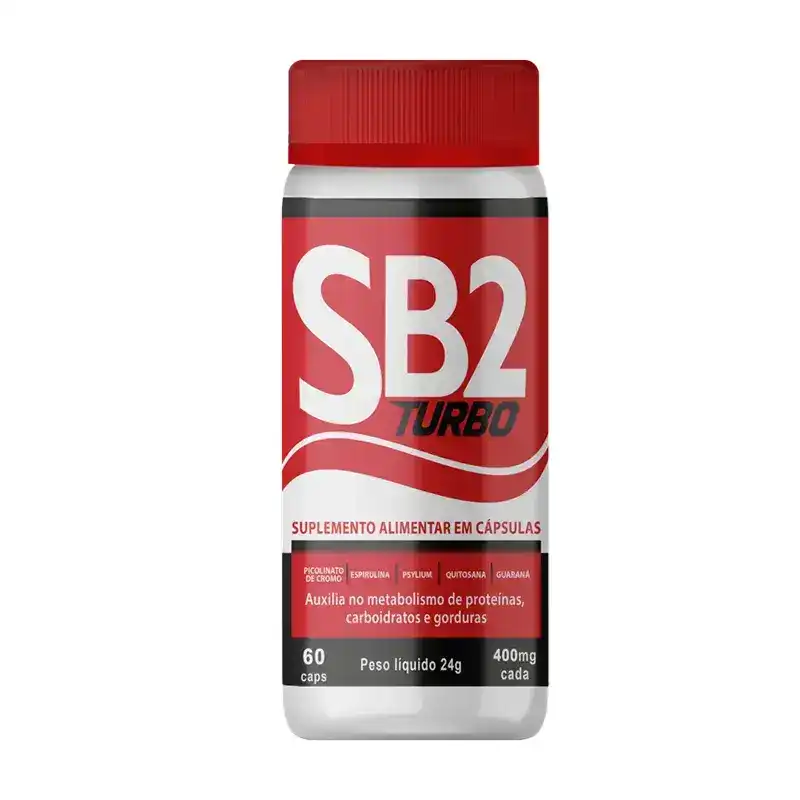 SB2
TURBO
SUPLEMENTO ALIMENTAR EM CÁPSULAS
PICOLINATO DE CROMO | ESPIRULINA | PSYLIUM | QUITOSANA | GUARANÁ
Auxilia no metabolismo de proteínas,
carboidratos e gorduras
60 caps
Peso líquido 24g
400mg cada